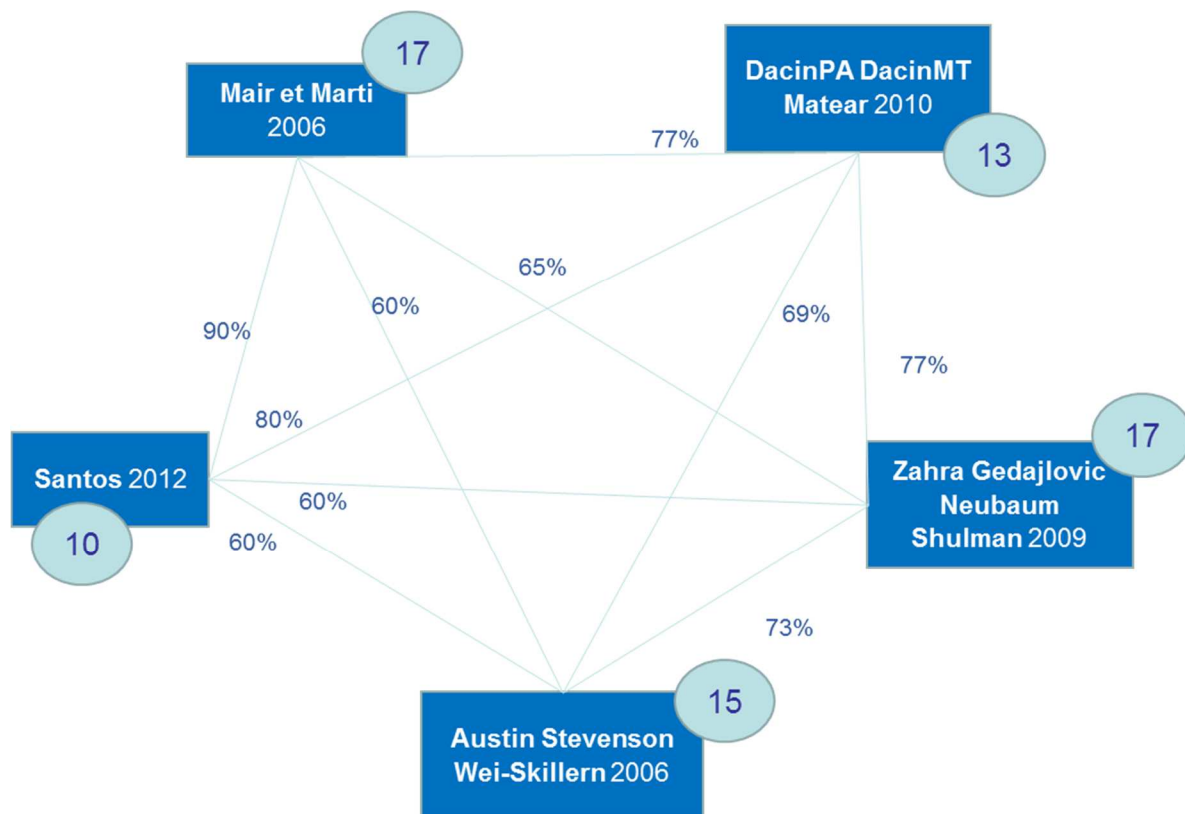 17
Mair et Marti
2006
DacinPA DacinMT
Matear 2010
13
77%
65%
60%
69%
90%
77%
80%
17
Santos 2012
10
60%
60%
Zahra Gedajlovic
Neubaum
Shulman 2009
73%
15
Austin Stevenson
Wei-Skillern 2006